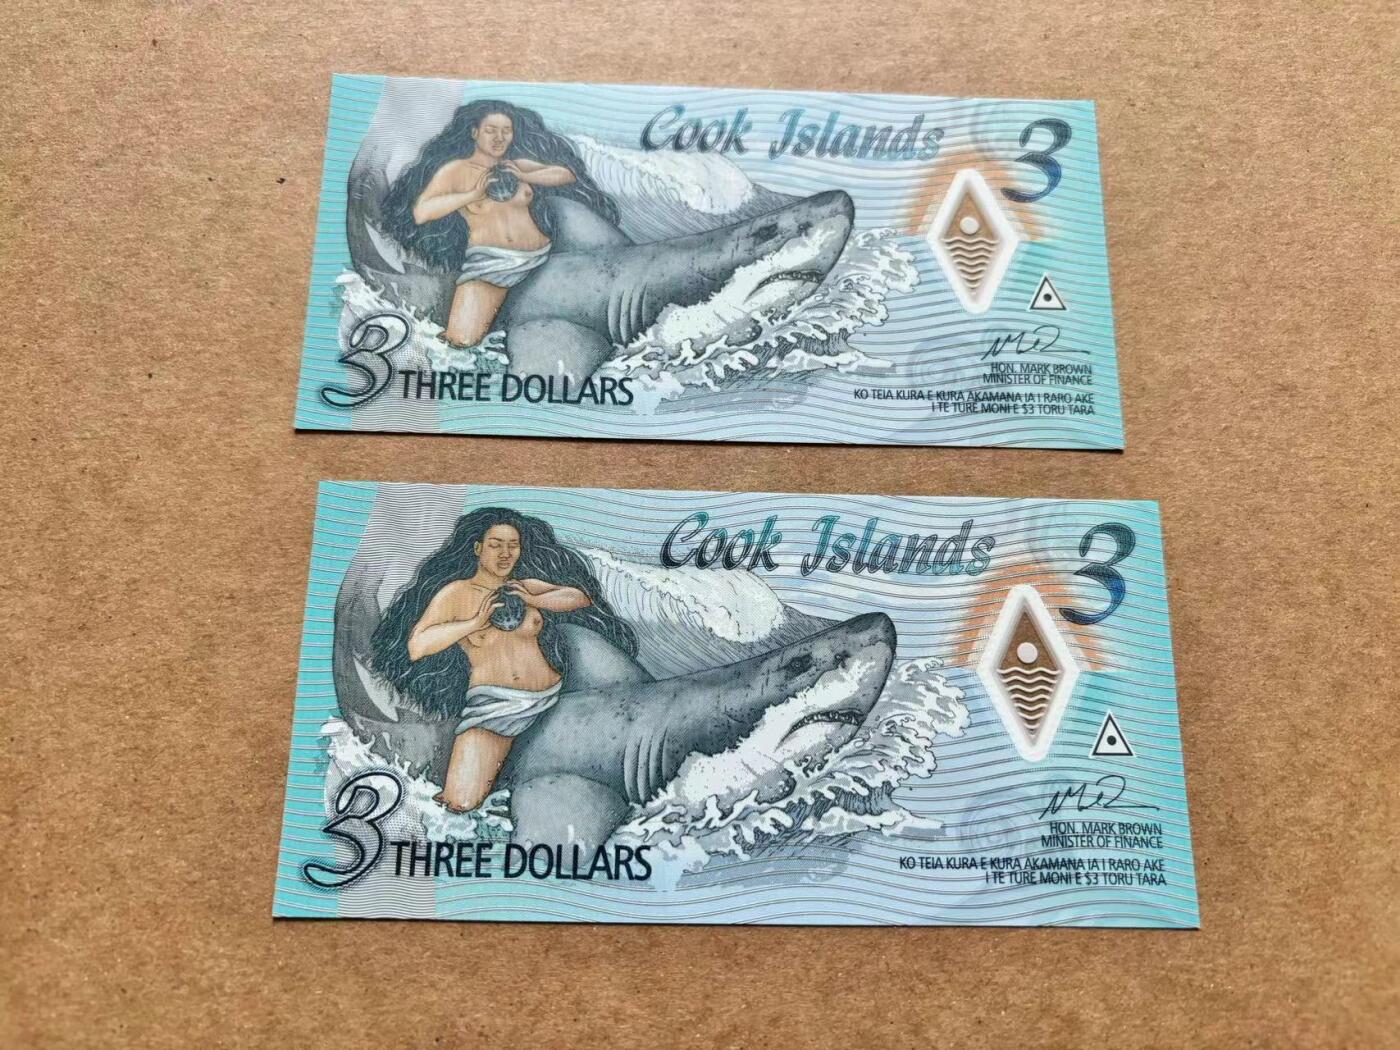 Cook Islands
3
HON. MARK BROWN
MINISTER OF FINANCE
KO TEIA KURA E KURA AKAMANA IA I RARO AKE
I TE TURE MONI E $3 TORU TARA
3 THREE DOLLARS
Cook Islands
3
HON. MARK BROWN
MINISTER OF FINANCE
KO TEIA KURA E KURA AKAMANA IA I RARO AKE
I TE TURE MONI E $3 TORU TARA
3 THREE DOLLARS